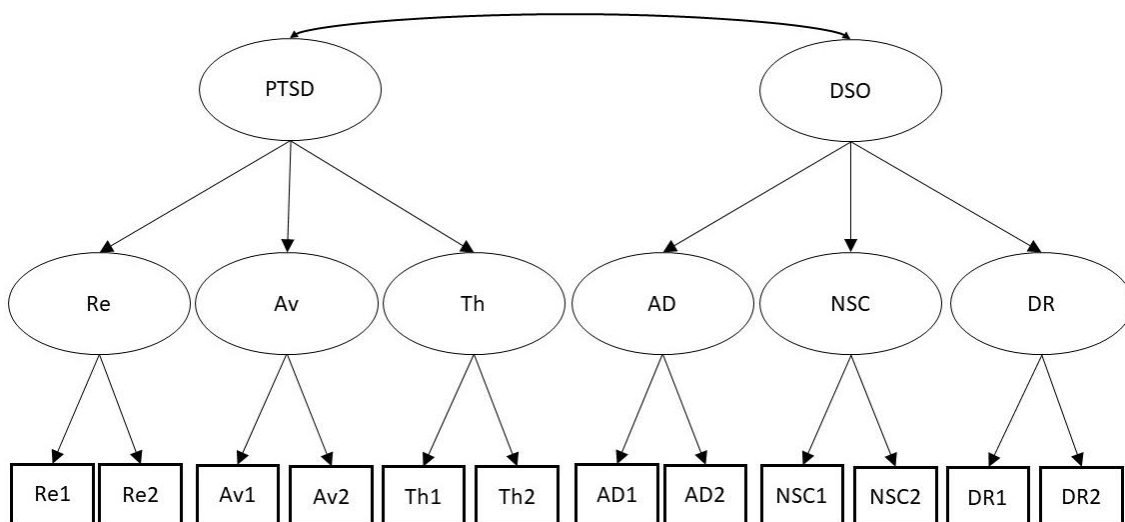 PTSD
DSO
Re
Av
Th
AD
NSC
DR
Re1
Re2
Av1
Av2
Th1
Th2
AD1
AD2
NSC1
NSC2
DR1
DR2